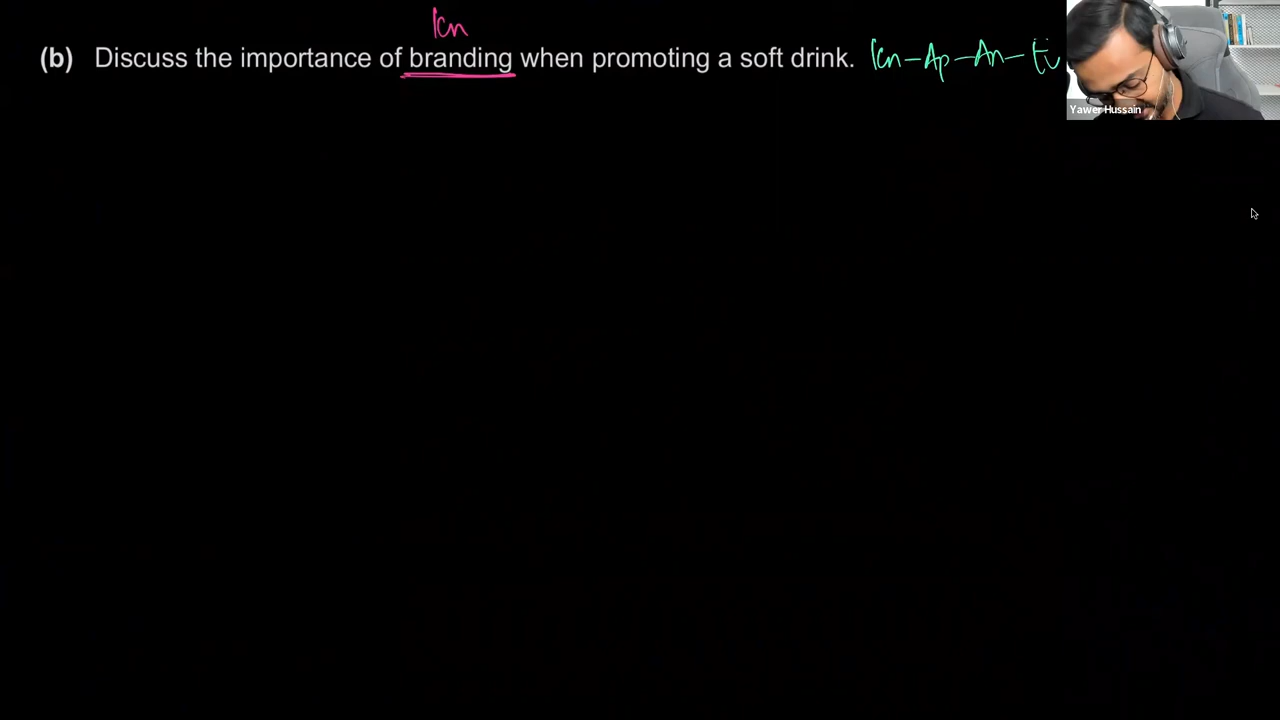 Kn
(b) Discuss the importance of branding when promoting a soft drink. Kn-Ap-An-Ev
Yawer Hussain